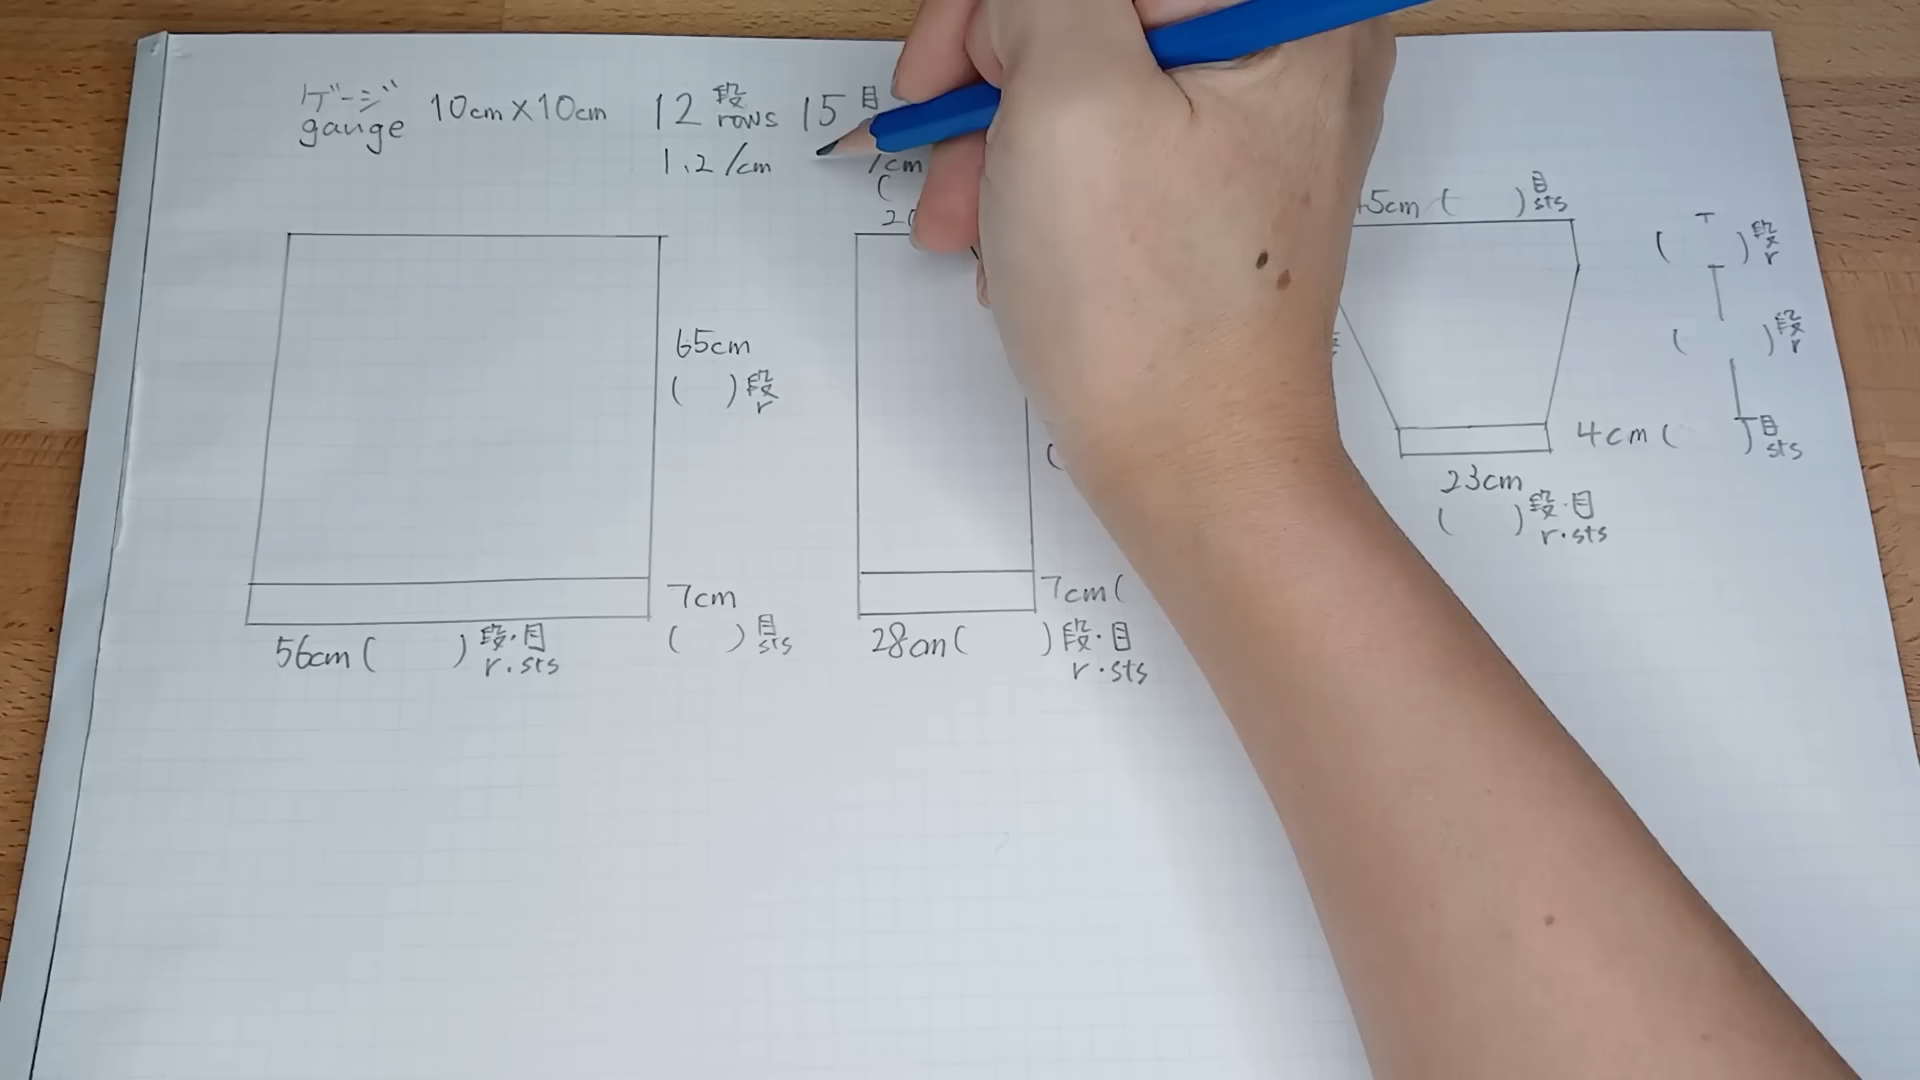 ゲージ
gauge
10cm×10cm
12段 15目
rows
1.2/cm /cm
65cm
( )段
r
7cm
( )目
sts
56cm( )段・目
r.sts
(
7cm(
28cm( )段・目
r・sts
5cm( )目
sts
( )段
r
( )段
r
4cm( )目
sts
23cm
( )段・目
r・sts